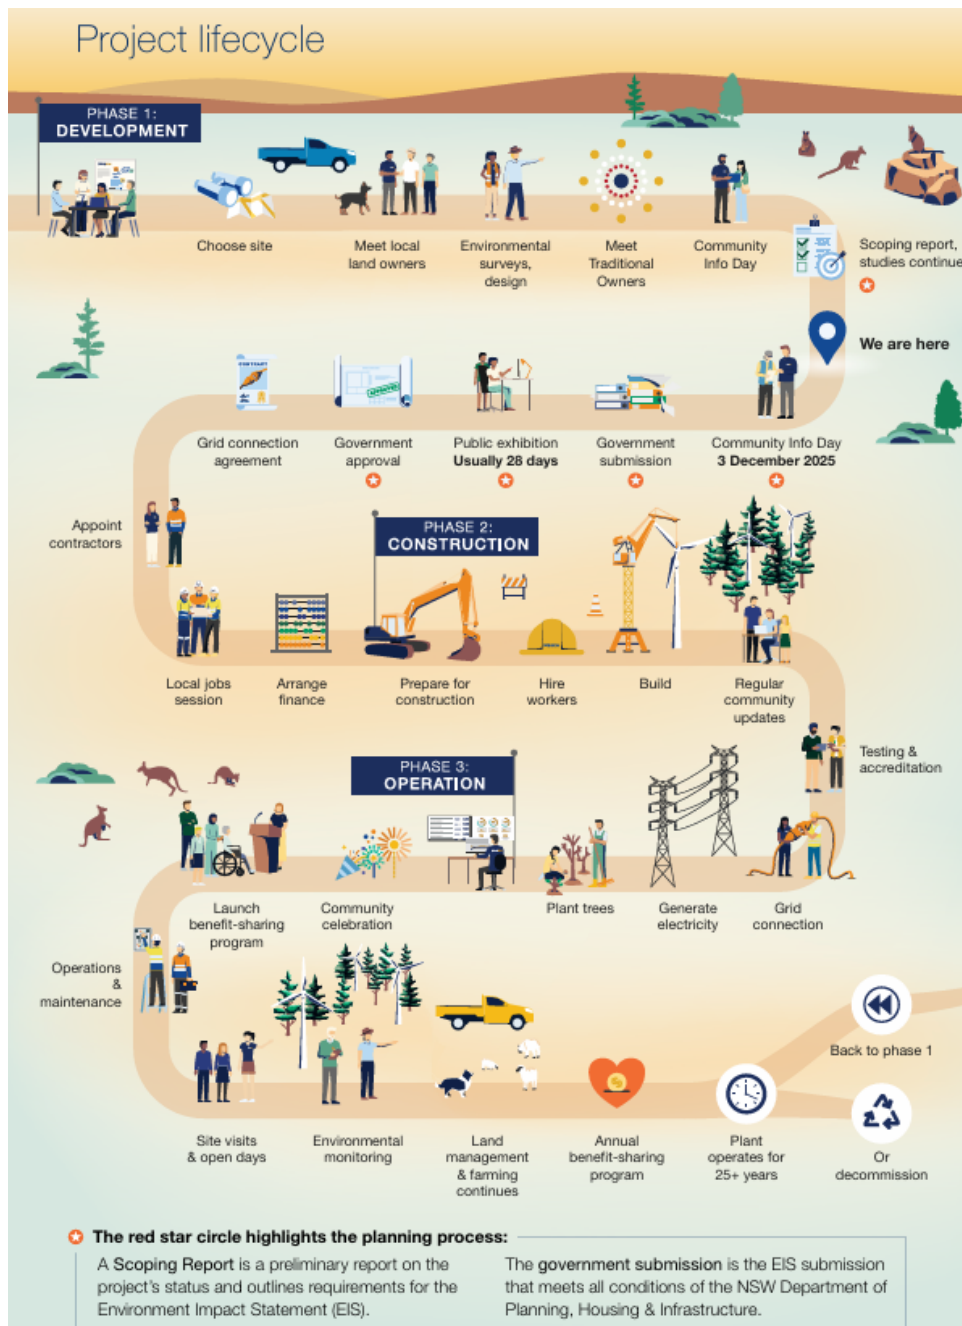 Project lifecycle
PHASE 1:
DEVELOPMENT
Choose site
Meet local
land owners
Environmental
surveys,
design
Meet
Traditional
Owners
Community
Info Day
Scoping report,
studies continue
We are here
Grid connection
agreement
Government
approval
Public exhibition
Usually 28 days
Government
submission
Community Info Day
3 December 2025
Appoint
contractors
PHASE 2:
CONSTRUCTION
Local jobs
session
Arrange
finance
Prepare for
construction
Hire
workers
Build
Regular
community
updates
Testing &
accreditation
PHASE 3:
OPERATION
Launch
benefit-sharing
program
Community
celebration
Plant trees
Generate
electricity
Grid
connection
Operations
&
maintenance
Back to phase 1
Site visits
& open days
Environmental
monitoring
Land
management
& farming
continues
Annual
benefit-sharing
program
Plant
operates for
25+ years
Or
decommission
The red star circle highlights the planning process:
A Scoping Report is a preliminary report on the
project's status and outlines requirements for the
Environment Impact Statement (EIS).
The government submission is the EIS submission
that meets all conditions of the NSW Department of
Planning, Housing & Infrastructure.